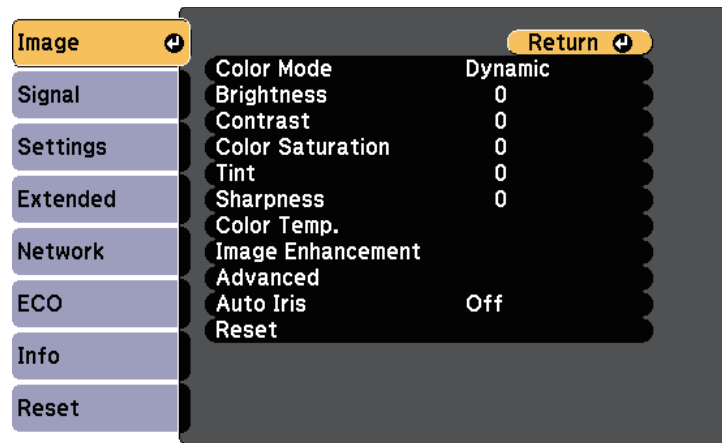 Image
Signal
Settings
Extended
Network
ECO
Info
Reset
Return
Color Mode Dynamic
Brightness 0
Contrast 0
Color Saturation 0
Tint 0
Sharpness 0
Color Temp.
Image Enhancement
Advanced
Auto Iris Off
Reset